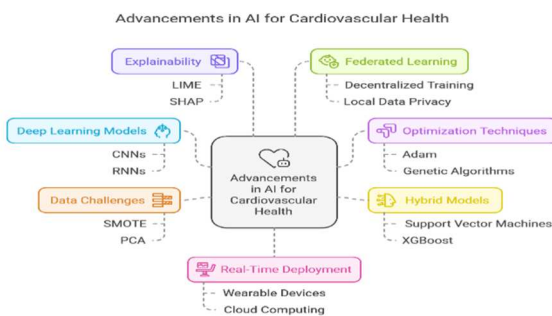 Advancements in AI for Cardiovascular Health
Explainability
LIME
SHAP
Federated Learning
Decentralized Training
Local Data Privacy
Deep Learning Models
CNNs
RNNs
Optimization Techniques
Adam
Genetic Algorithms
Advancements
in AI for
Cardiovascular
Health
Data Challenges
SMOTE
PCA
Hybrid Models
Support Vector Machines
XGBoost
Real-Time Deployment
Wearable Devices
Cloud Computing